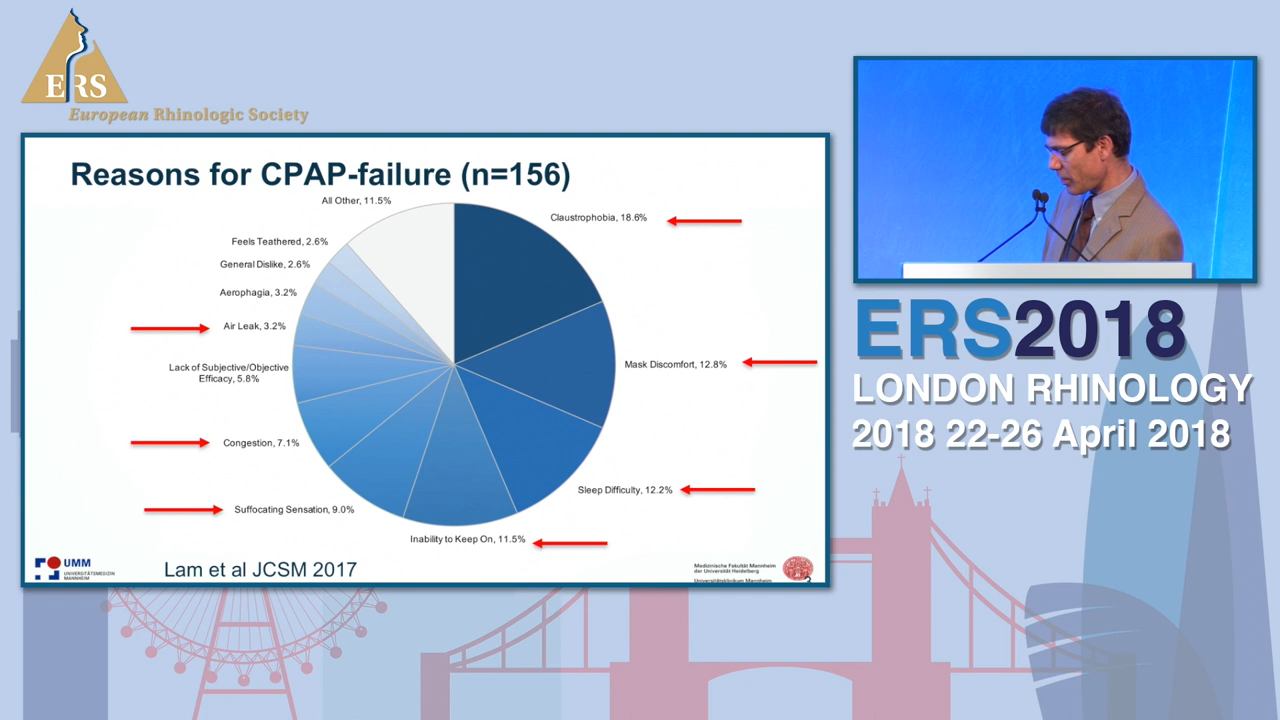 ERS
European Rhinologic Society
Reasons for CPAP-failure (n=156)
All Other, 11.5%
Claustrophobia, 18.6%
Feels Teathered, 2.6%
General Dislike, 2.6%
Aerophagia, 3.2%
Air Leak, 3.2%
Mask Discomfort, 12.8%
Lack of Subjective/Objective
Efficacy, 5.8%
Congestion, 7.1%
Sleep Difficulty, 12.2%
Suffocating Sensation, 9.0%
Inability to Keep On, 11.5%
UMM
UNIVERSITÄTSMEDIZIN
MANNHEIM
Lam et al JCSM 2017
Medizinische Fakultät Mannheim
der Universität Heidelberg
Universitätsklinikum Mannheim
3
ERS2018
LONDON RHINOLOGY
2018 22-26 April 2018